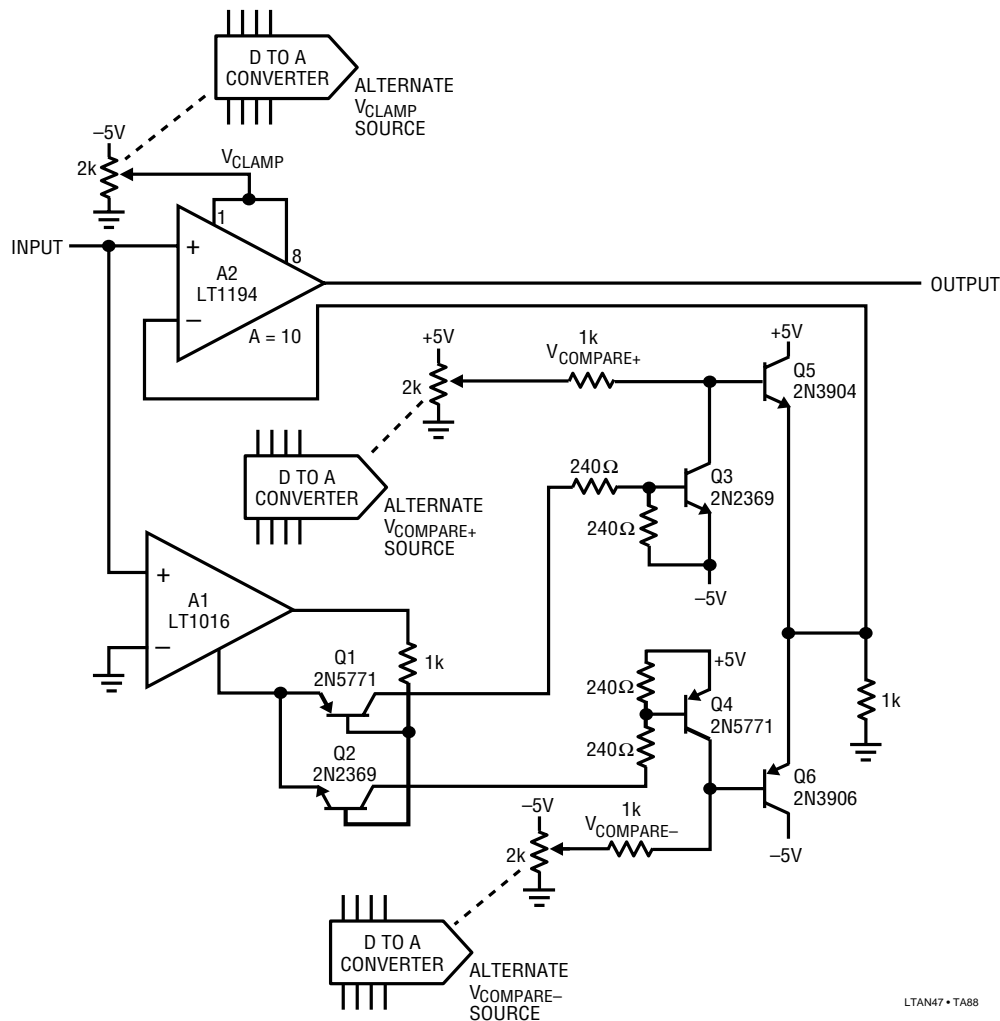 D TO A
CONVERTER
ALTERNATE
VCLAMP
SOURCE
–5V
2k
VCLAMP
1
INPUT
+
8
A2
LT1194
OUTPUT
–
A = 10
+5V
1k
VCOMPARE+
+5V
Q5
2N3904
2k
240Ω
Q3
2N2369
D TO A
CONVERTER
ALTERNATE
VCOMPARE+
SOURCE
240Ω
–5V
+
A1
LT1016
–
1k
Q1
2N5771
+5V
240Ω
Q4
2N5771
1k
Q2
2N2369
240Ω
Q6
2N3906
–5V
1k
VCOMPARE–
2k
–5V
D TO A
CONVERTER
ALTERNATE
VCOMPARE–
SOURCE
LTAN47 • TA88